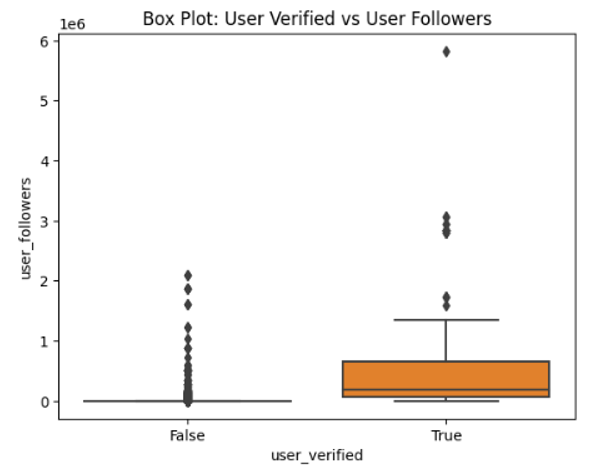 Box Plot: User Verified vs User Followers
1e6
6
5
4
3
2
1
0
user_followers
False
True
user_verified